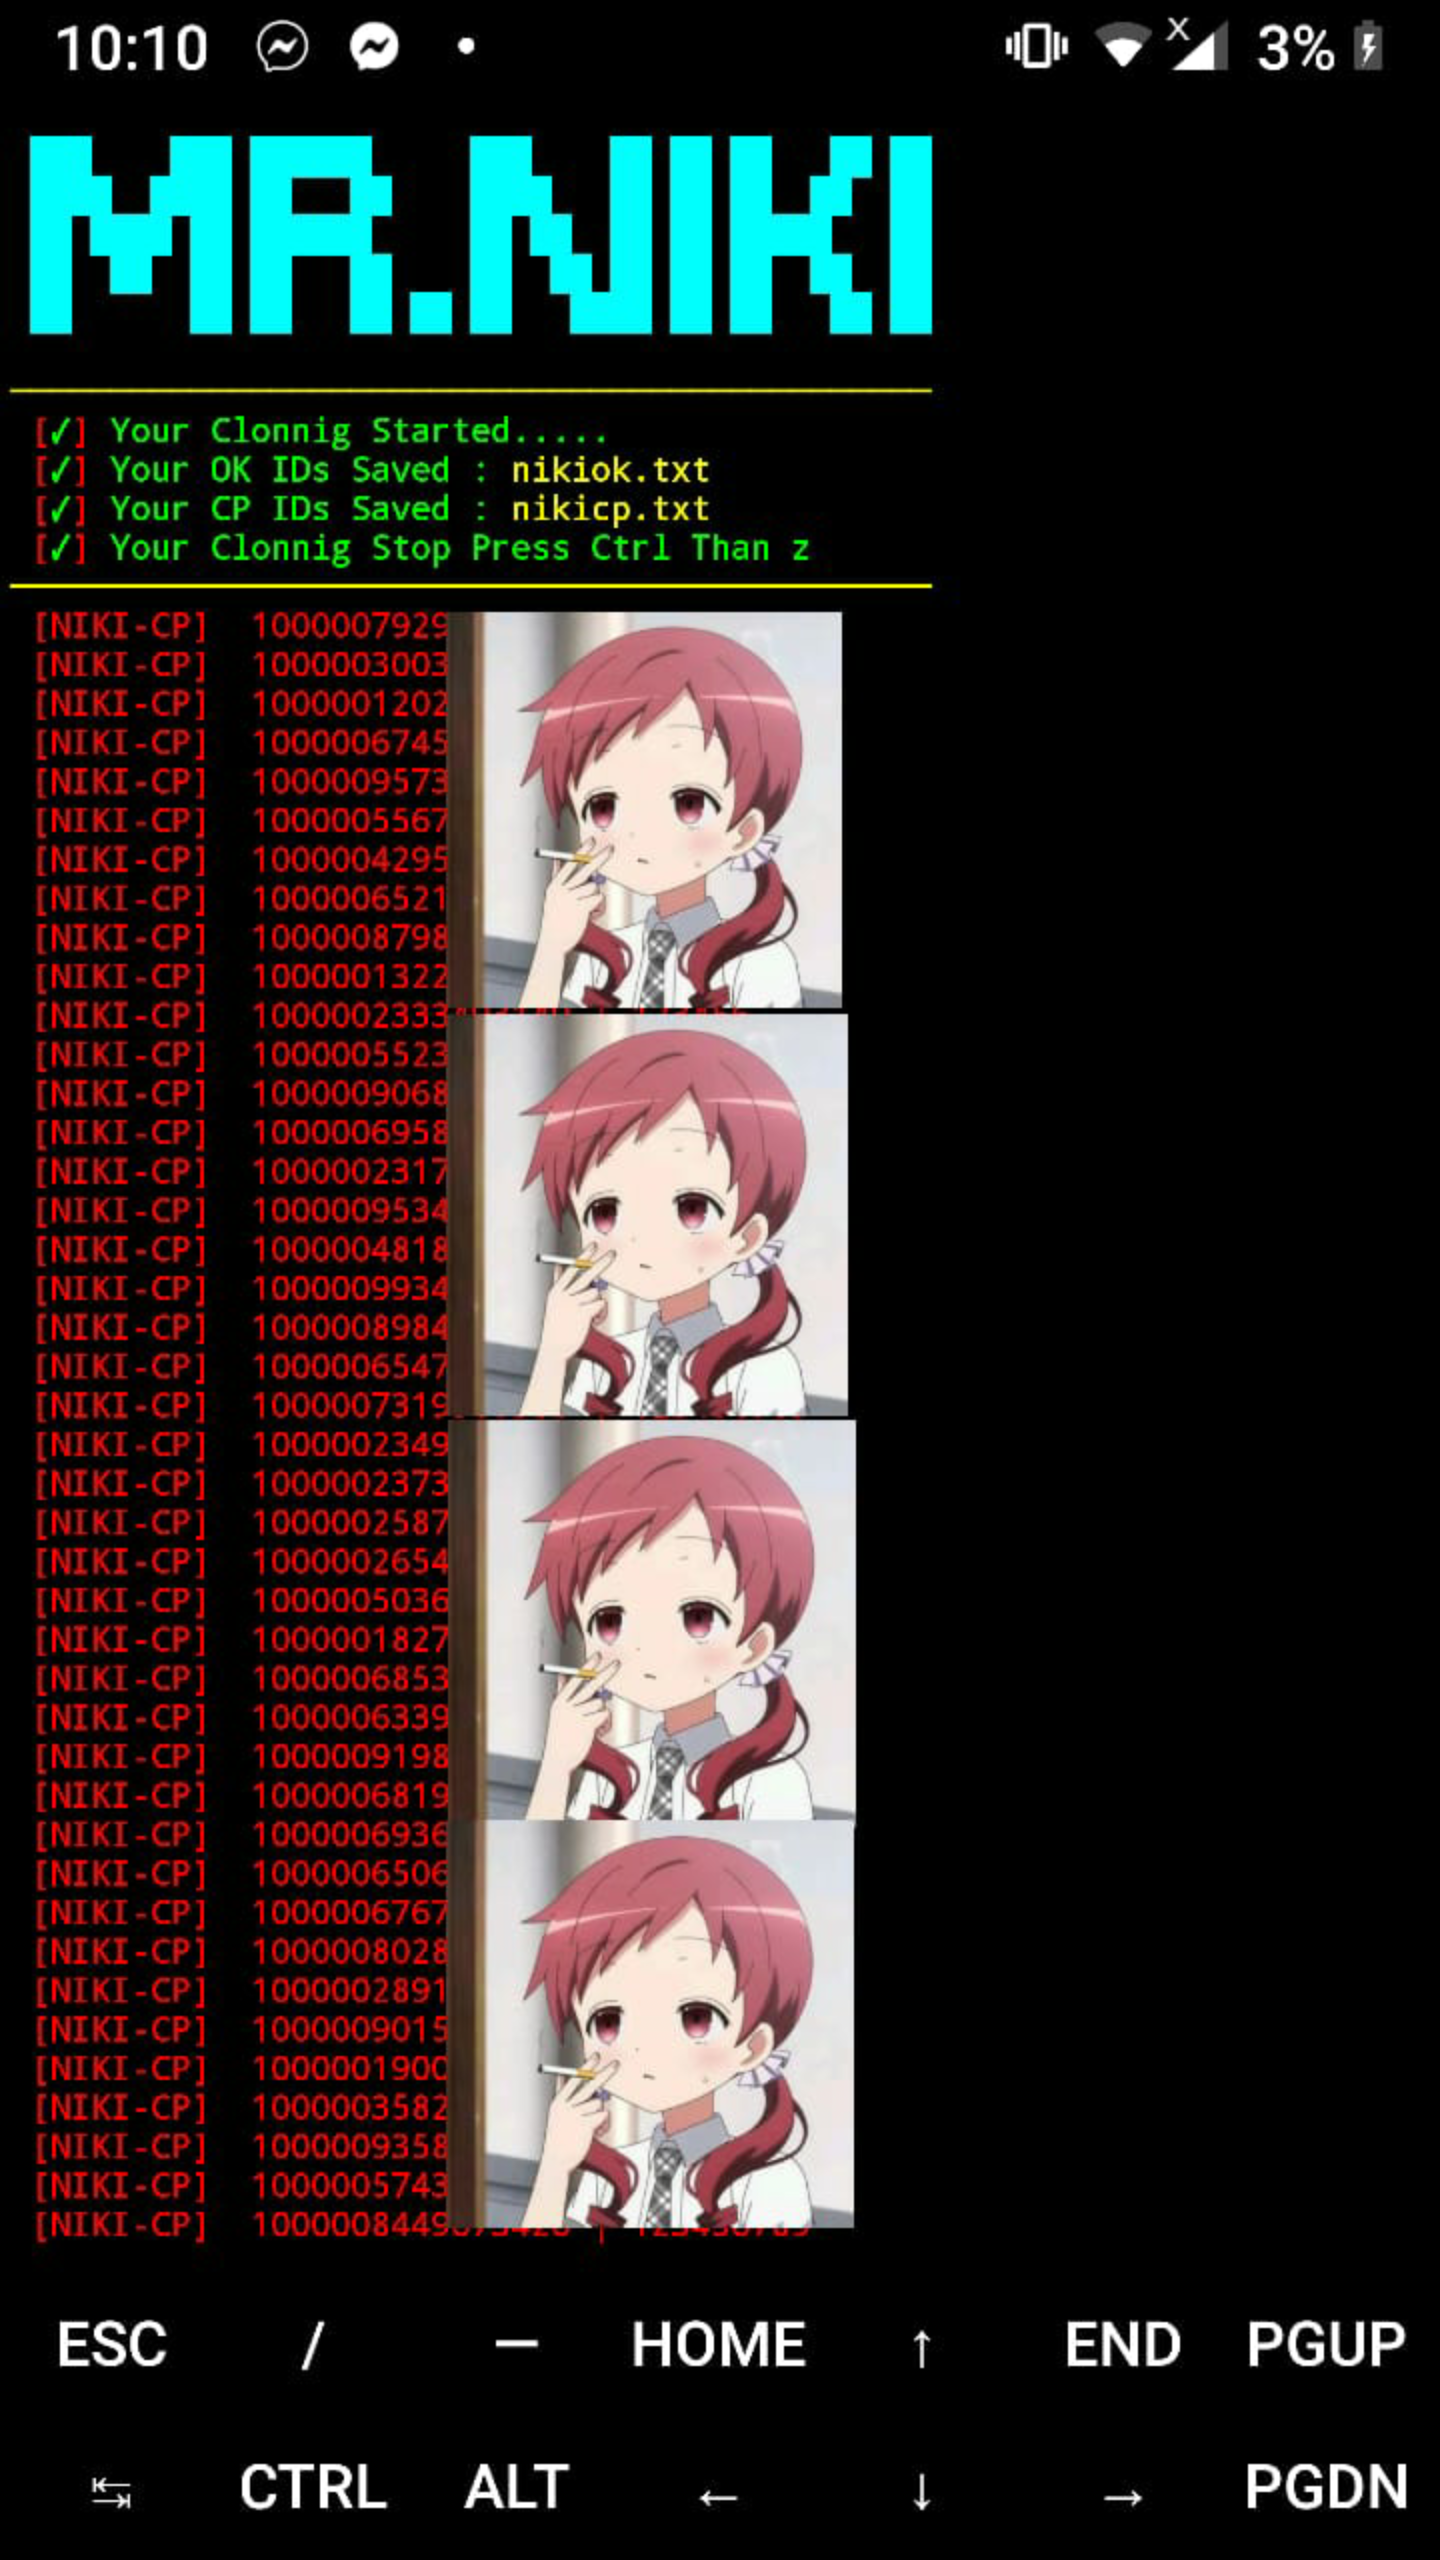 10:10 3%
MR.NIKI
[✓] Your Clonnig Started.....
[✓] Your OK IDs Saved : nikiok.txt
[✓] Your CP IDs Saved : nikicp.txt
[✓] Your Clonnig Stop Press Ctrl Than z
[NIKI-CP] 1000007929
[NIKI-CP] 1000003003
[NIKI-CP] 1000001202
[NIKI-CP] 1000006745
[NIKI-CP] 1000009573
[NIKI-CP] 1000005567
[NIKI-CP] 1000004295
[NIKI-CP] 1000006521
[NIKI-CP] 1000008798
[NIKI-CP] 1000001322
[NIKI-CP] 1000002333
[NIKI-CP] 1000005523
[NIKI-CP] 1000009068
[NIKI-CP] 1000006958
[NIKI-CP] 1000002317
[NIKI-CP] 1000009534
[NIKI-CP] 1000004818
[NIKI-CP] 1000009934
[NIKI-CP] 1000008984
[NIKI-CP] 1000006547
[NIKI-CP] 1000007319
[NIKI-CP] 1000002349
[NIKI-CP] 1000002373
[NIKI-CP] 1000002587
[NIKI-CP] 1000002654
[NIKI-CP] 1000005036
[NIKI-CP] 1000001827
[NIKI-CP] 1000006853
[NIKI-CP] 1000006339
[NIKI-CP] 1000009198
[NIKI-CP] 1000006819
[NIKI-CP] 1000006936
[NIKI-CP] 1000006506
[NIKI-CP] 1000006767
[NIKI-CP] 1000008028
[NIKI-CP] 1000002891
[NIKI-CP] 1000009015
[NIKI-CP] 1000001900
[NIKI-CP] 1000003582
[NIKI-CP] 1000009358
[NIKI-CP] 1000005743
[NIKI-CP] 1000008449
ESC / — HOME ↑ END PGUP
↹ CTRL ALT ← ↓ → PGDN